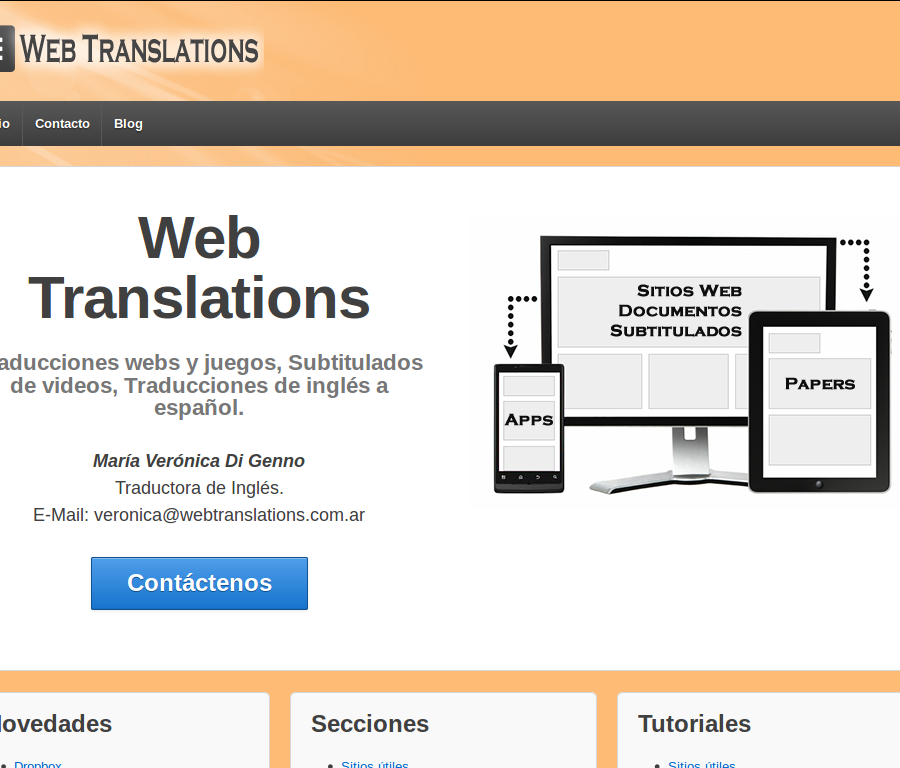 WEB TRANSLATIONS
io Contacto Blog
Web
Translations
aducciones webs y juegos, Subtitulados
de videos, Traducciones de inglés a
español.
María Verónica Di Genno
Traductora de Inglés.
E-Mail: veronica@webtranslations.com.ar
Contáctenos
SITIOS WEB
DOCUMENTOS
SUBTITULADOS
PAPERS
APPS
ovedades
Dropbox
Secciones
Sitios útiles
Tutoriales
Sitios útiles